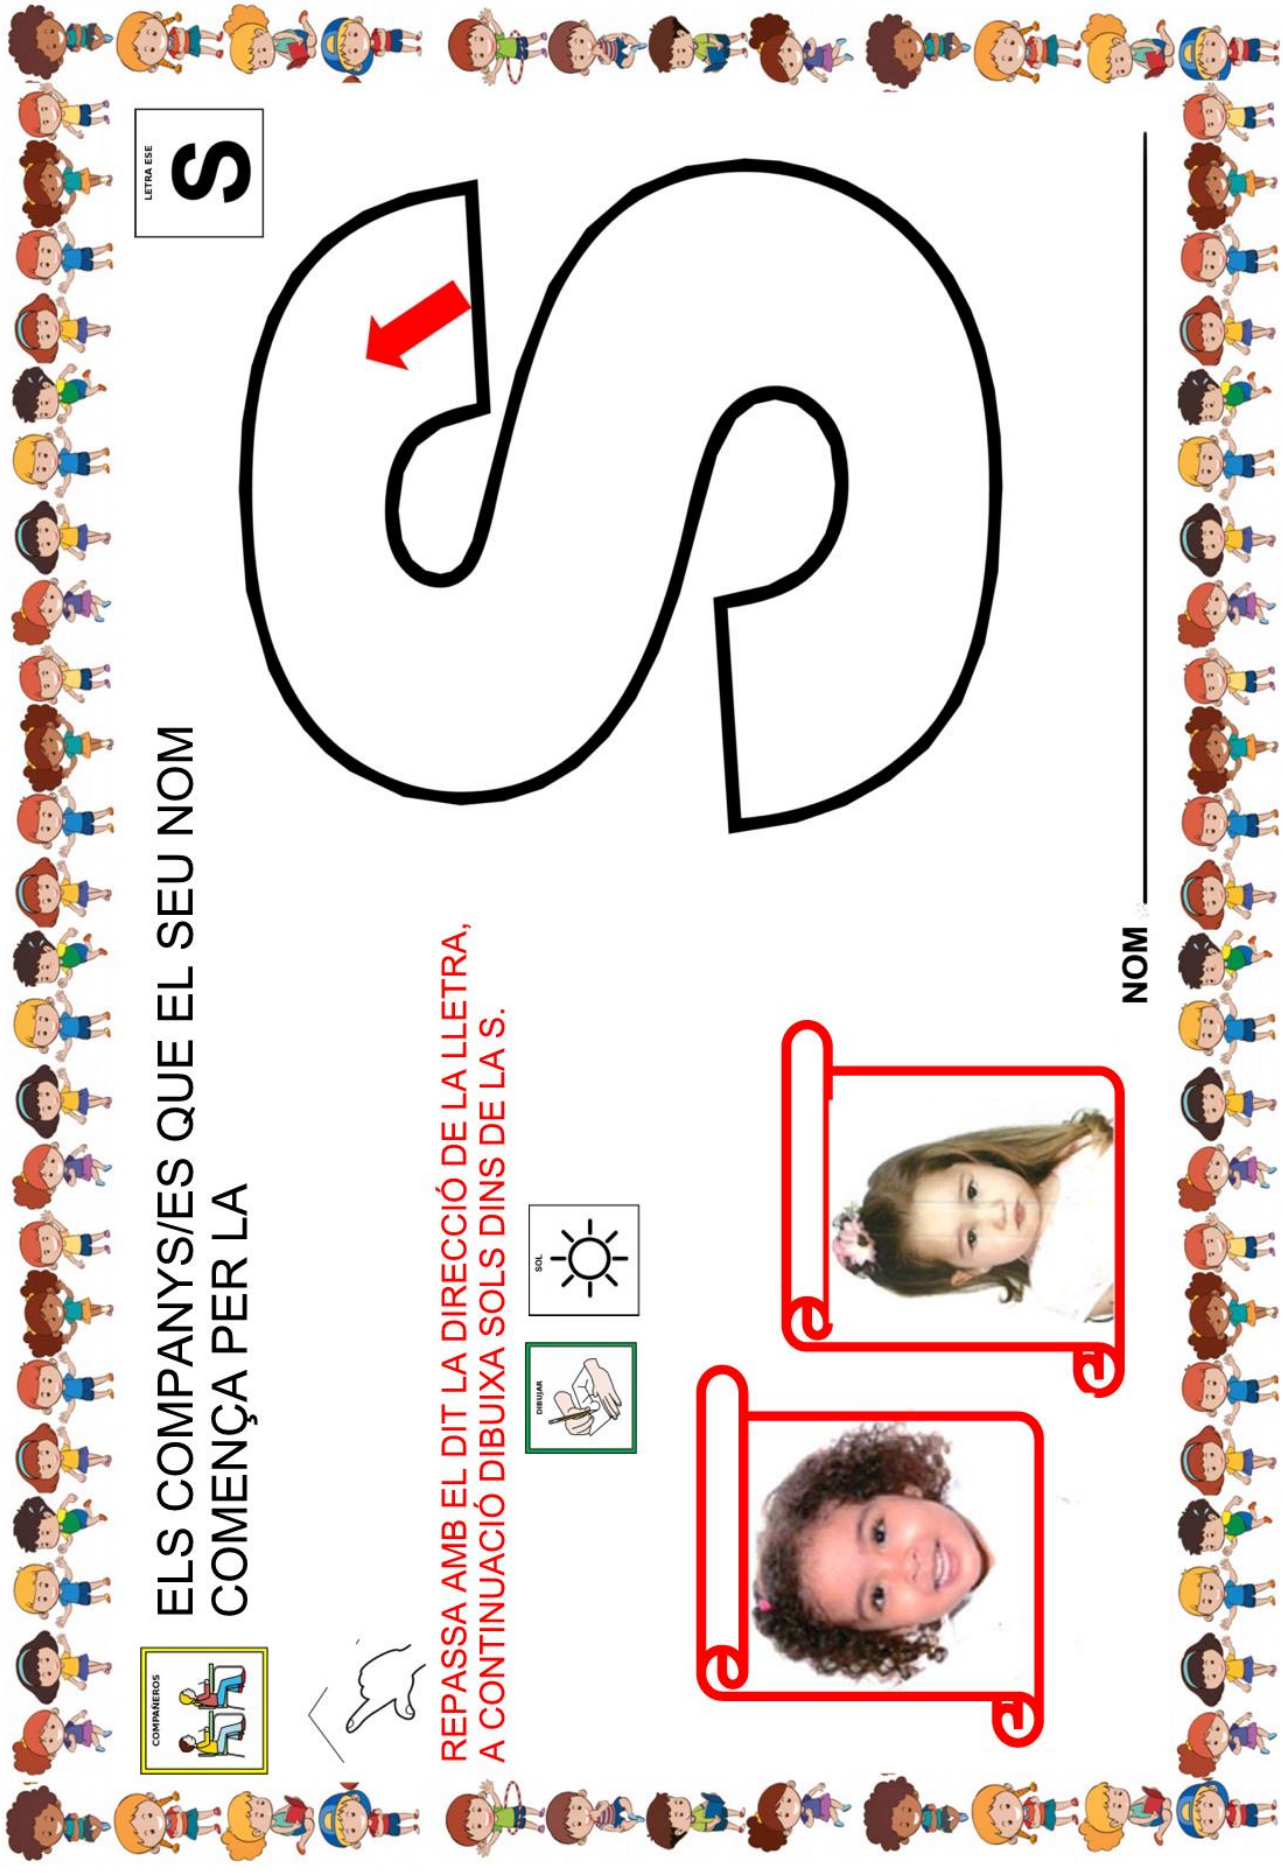 COMPAÑEROS
ELS COMPANYS/ES QUE EL SEU NOM
COMENÇA PER LA
LETRA ESE
S
REPASSA AMB EL DIT LA DIRECCIÓ DE LA LLETRA,
A CONTINUACIÓ DIBUIXA SOLS DINS DE LA S.
DIBUJAR
SOL
S
NOM